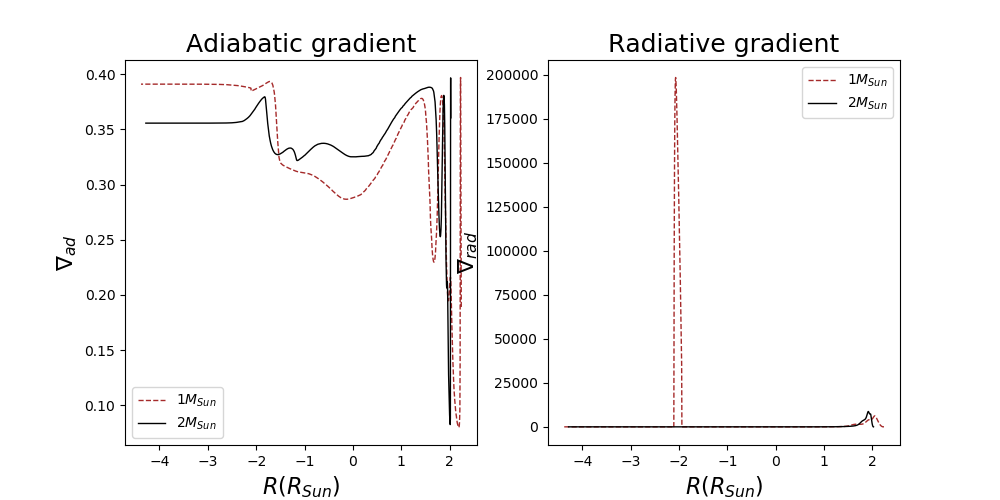 Adiabatic gradient
0.40
0.35
0.30
0.25
0.20
0.15
0.10
∇ad
−4 −3 −2 −1 0 1 2
R(RSun)
1MSun
2MSun
Radiative gradient
200000
175000
150000
125000
100000
75000
50000
25000
0
∇rad
−4 −3 −2 −1 0 1 2
R(RSun)
1MSun
2MSun